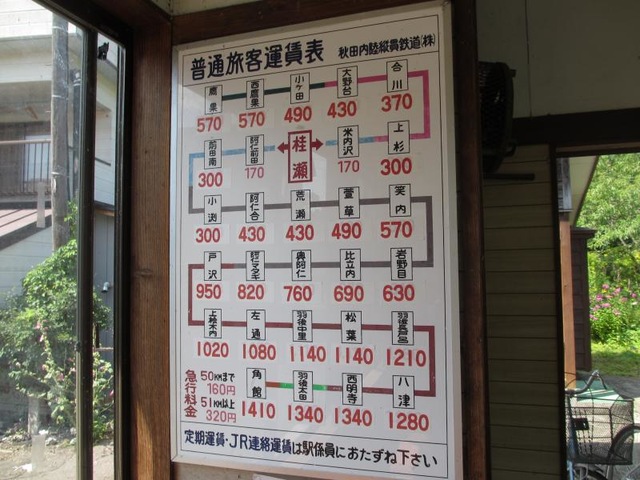 普通旅客運賃表 秋田内陸縦貫鉄道(株)
鷹巣 西鷹巣 小ヶ田 大野台 合川
570 570 490 430 370
前田南 阿仁前田 桂瀬 米内沢 上杉
300 170 170 300
小渕 阿仁合 荒瀬 萱草 笑内
300 430 430 490 570
戸沢 阿仁マタギ 奥阿仁 比立内 岩野目
950 820 760 690 630
上桧木内 左通 羽後中里 松葉 羽後長戸呂
1020 1080 1140 1140 1210
角館 羽後太田 西明寺 八津
1410 1340 1340 1280
急行料金
50KMまで
160円
51KM以上
320円
定期運賃・JR連絡運賃は駅係員におたずね下さい